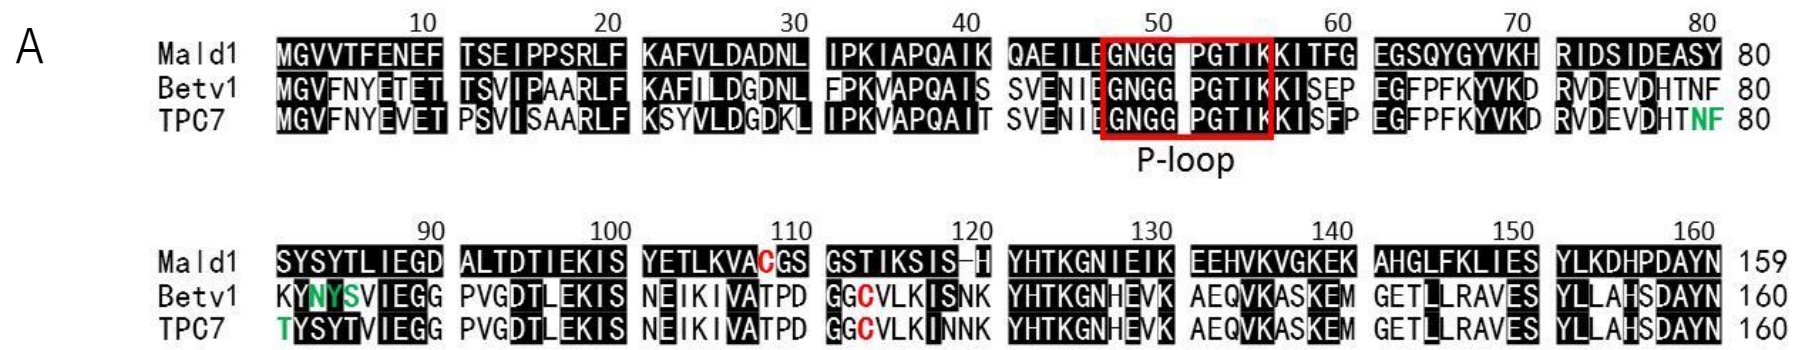 A
10 20 30 40 50 60 70 80
Mald1 MGVVTFENEF TSEIPPSRLF KAFVLDADNL IPKIAPQAIK QAEILEGNGG PGTIKKITFG EGSQYGYVKH RIDSIDEASY 80
Betv1 MGVFNYETET TSVIPAARLF KAFILDGDNL FPKVAPQAIS SVENIEGNGG PGTIKKISEP EGFPFKYVKD RVDEVDHTNF 80
TPC7 MGVFNYEVET PSVISAARLF KSYVLDGDKL IPKVAPQAIT SVENIEGNGG PGTIKKISFP EGFPFKYVKD RVDEVDHTNF 80
P-loop
90 100 110 120 130 140 150 160
Mald1 SYSYTLIEGD ALTDTIEKIS YETLKVACGS GSTIKSIS-H YHTKGNIEIK EEHVKVGKEK AHGLFKLIES YLKDHPDAYN 159
Betv1 KYNYSVIEGG PVGDTLEKIS NEIKIVATPD GGCVLKISNK YHTKGNHEVK AEQVKASKEM GETLLRAVES YLLAHSDAYN 160
TPC7 TYSYTVIEGG PVGDTLEKIS NEIKIVATPD GGCVLKINNK YHTKGNHEVK AEQVKASKEM GETLLRAVES YLLAHSDAYN 160